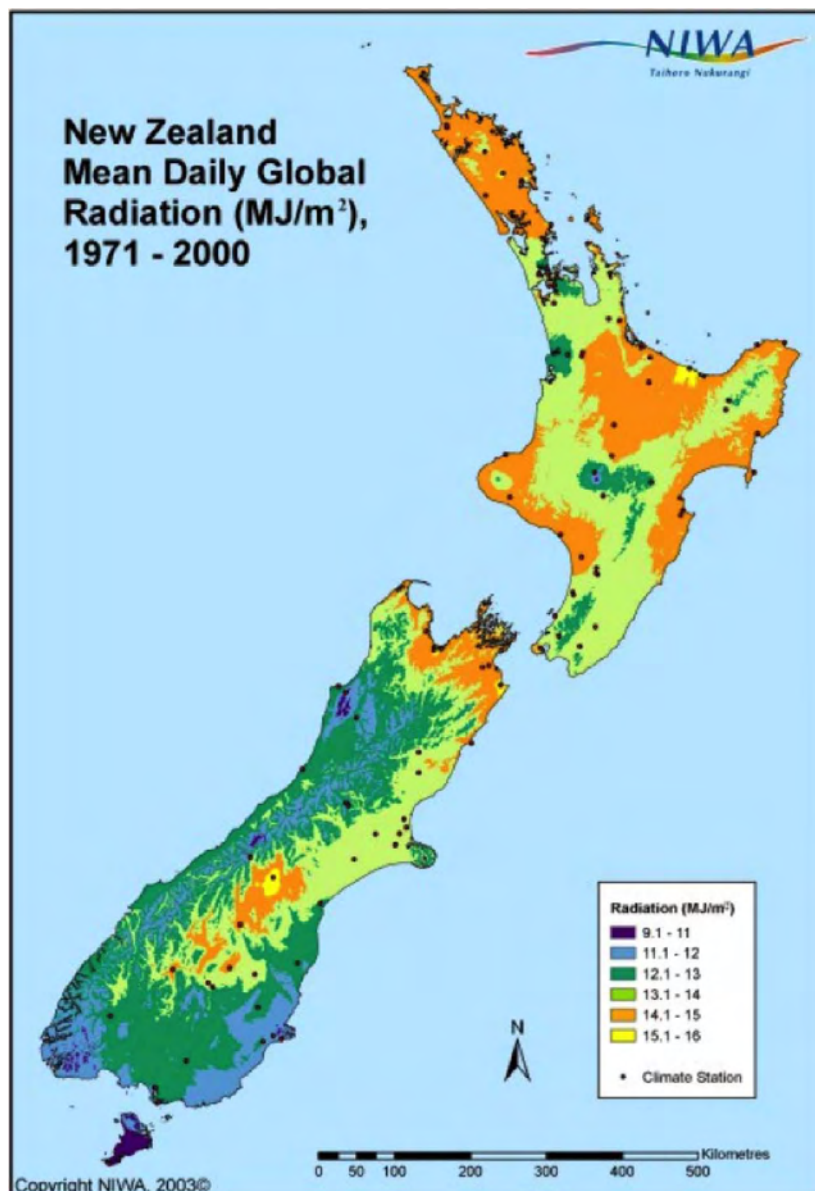 NIWA
Taihoro Nukurangi
New Zealand
Mean Daily Global
Radiation (MJ/m²),
1971 - 2000
Radiation (MJ/m²)
9.1 - 11
11.1 - 12
12.1 - 13
13.1 - 14
14.1 - 15
15.1 - 16
Climate Station
N
Kilometres
0 50 100 200 300 400 500
Copyright NIWA, 2003©